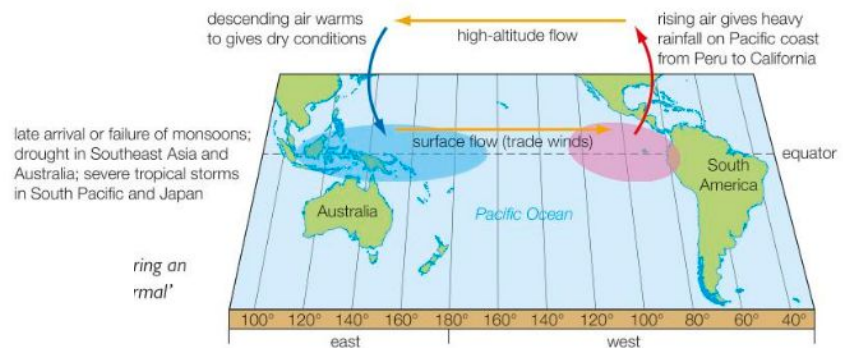 descending air warms
to gives dry conditions
high-altitude flow
rising air gives heavy
rainfall on Pacific coast
from Peru to California
late arrival or failure of monsoons;
drought in Southeast Asia and
Australia; severe tropical storms
in South Pacific and Japan
surface flow (trade winds)
equator
South
America
Australia
Pacific Ocean
ring an
rmal'
100° 120° 140° 160° 180° 160° 140° 120° 100° 80° 60° 40°
east west